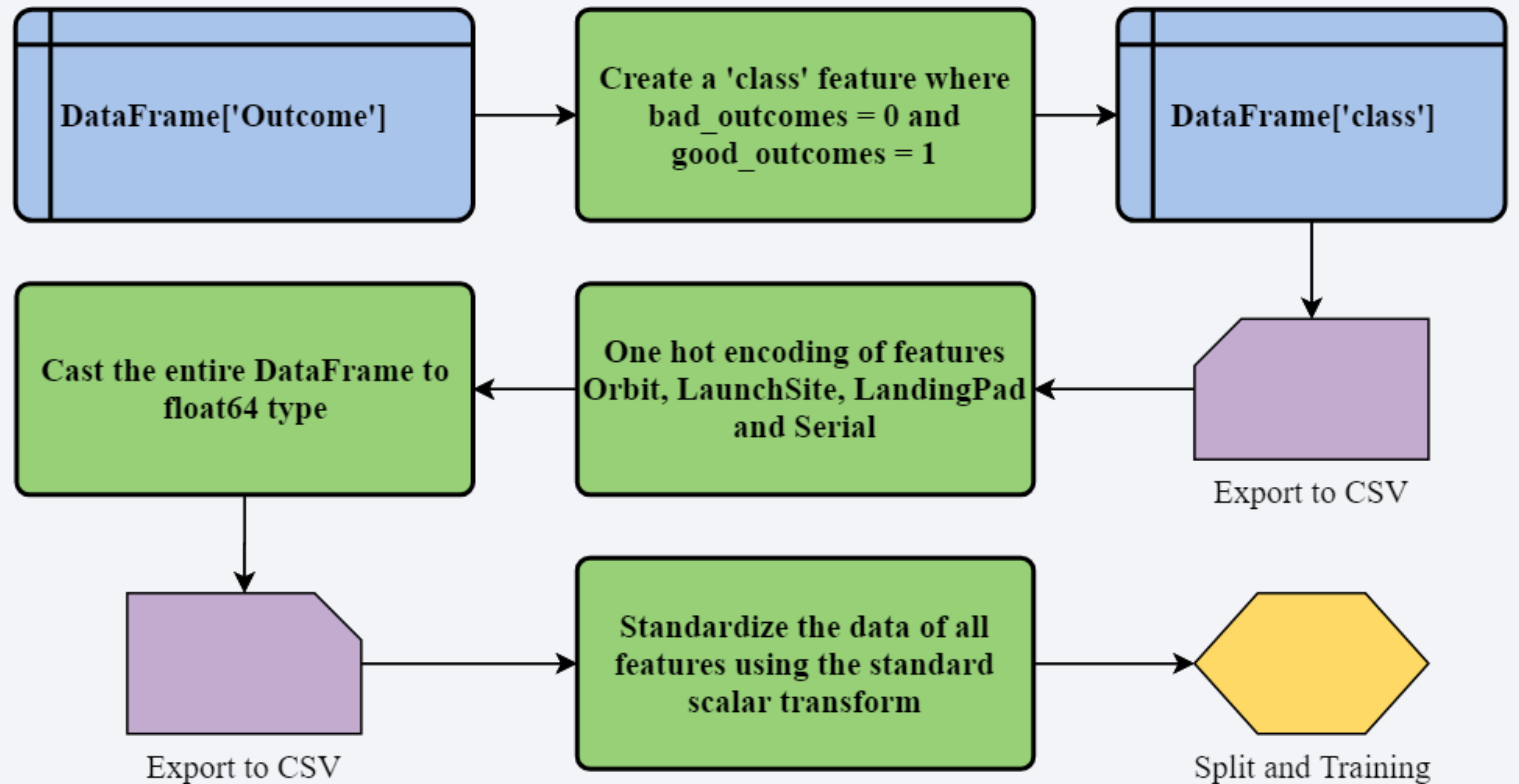 DataFrame['Outcome']
Create a 'class' feature where
bad_outcomes = 0 and
good_outcomes = 1
DataFrame['class']
Cast the entire DataFrame to
float64 type
One hot encoding of features
Orbit, LaunchSite, LandingPad
and Serial
Export to CSV
Export to CSV
Standardize the data of all
features using the standard
scalar transform
Split and Training